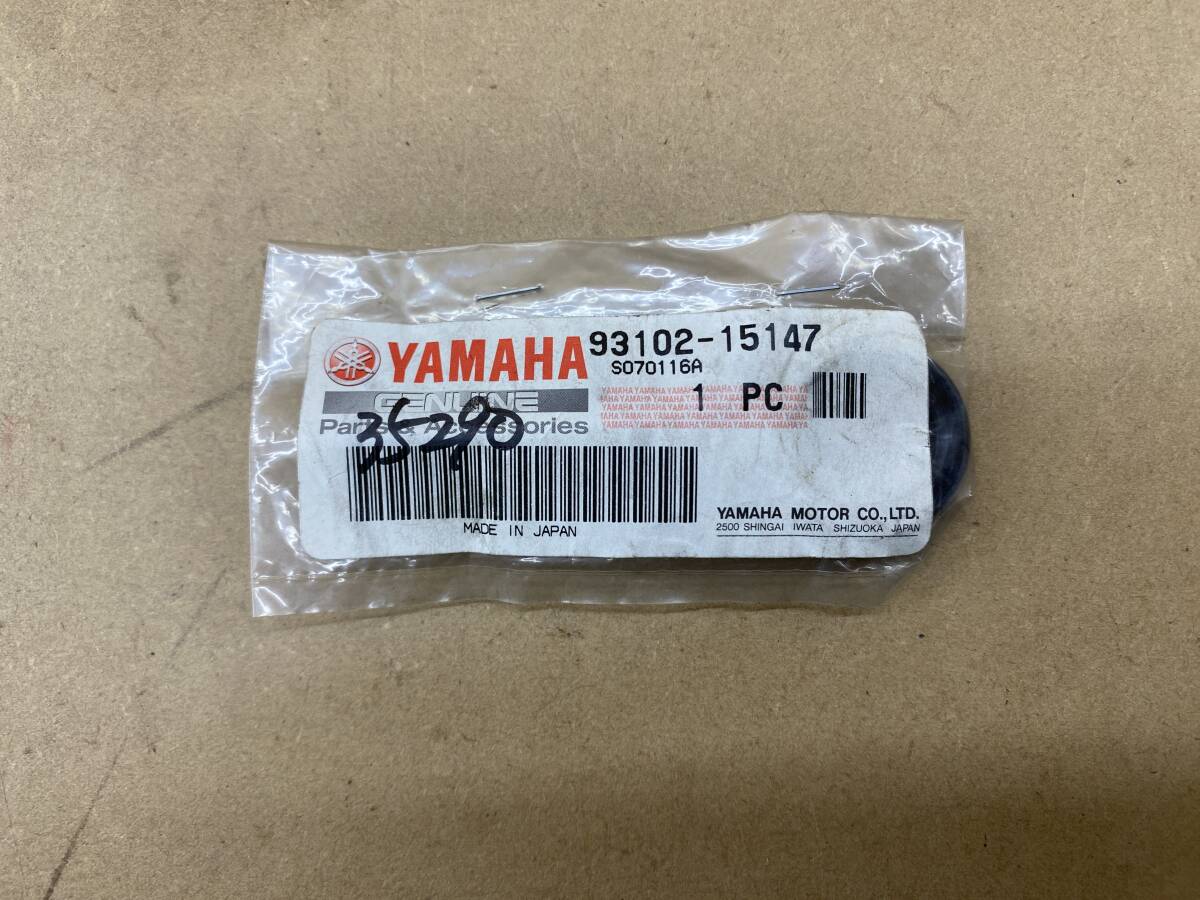 YAMAHA 93102-15147
S070116A
GENUINE
1 PC
Parts & Accessories
35290
MADE IN JAPAN
YAMAHA MOTOR CO.,LTD.
2500 SHINGAI IWATA SHIZUOKA JAPAN